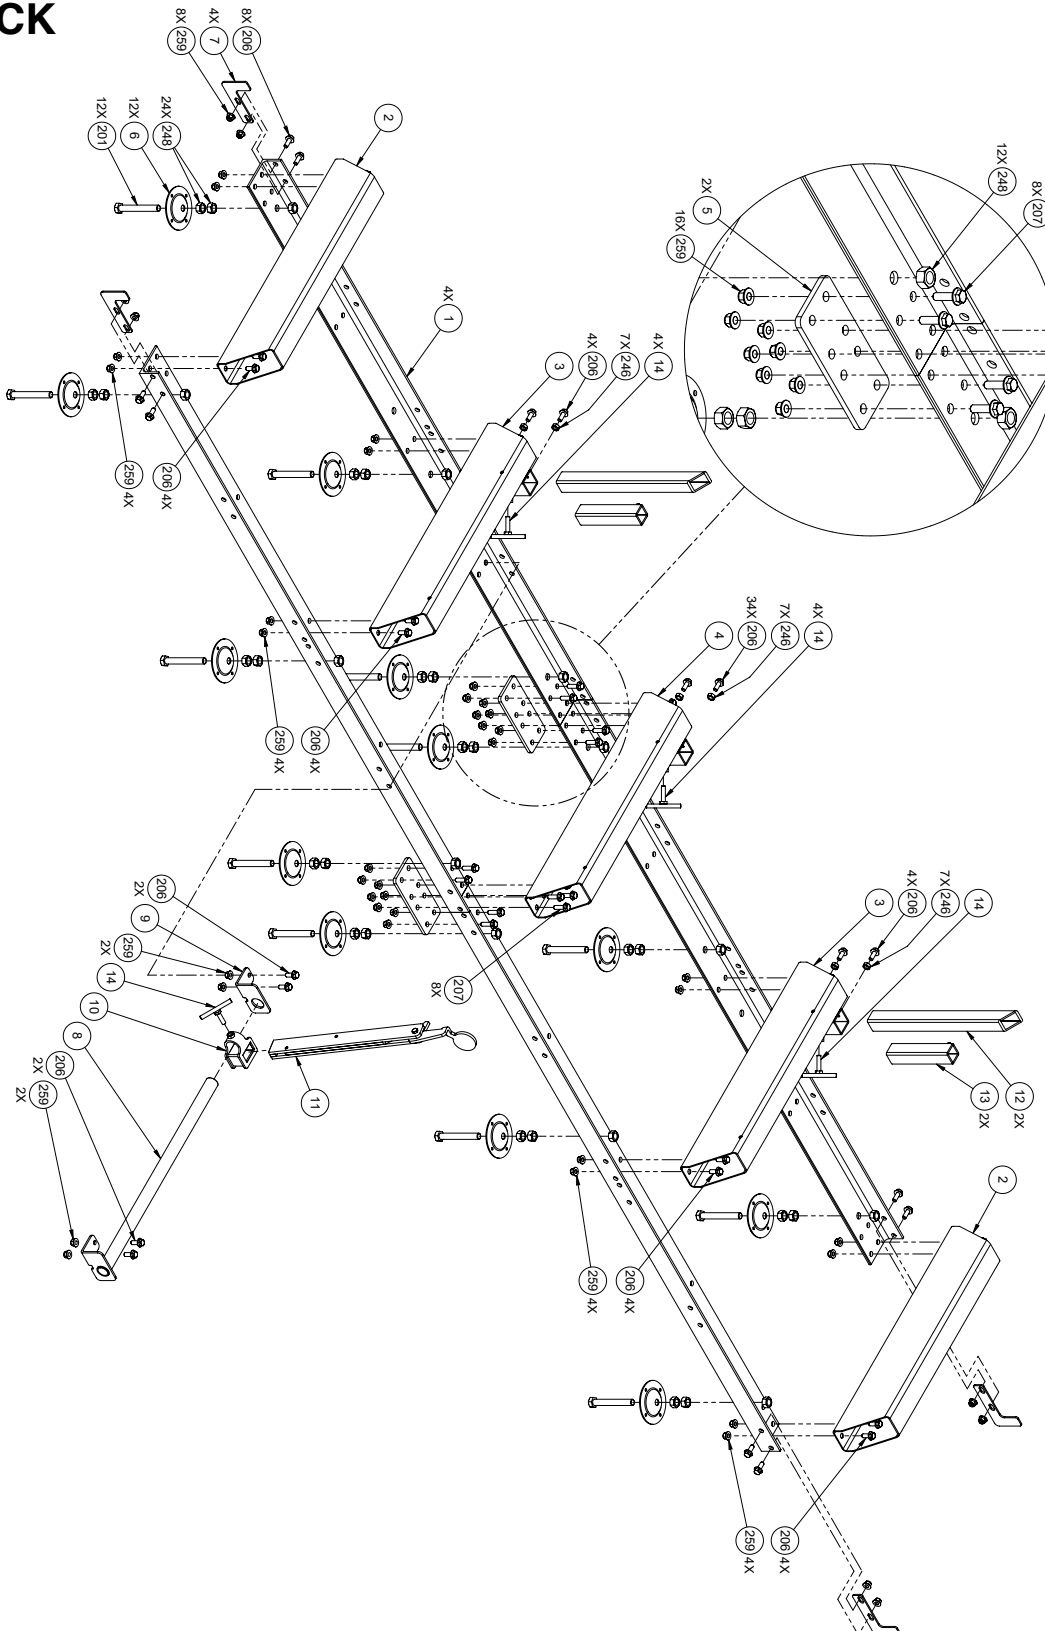 CK
8X 259
4X 7
8X 206
12X 201
12X 6
24X 248
2
4X 1
3
4X 206
7X 246
4X 14
16X 259
2X 5
12X 248
8X 207
259 4X
206 4X
4
34X 206
7X 246
4X 14
259 4X
206 4X
3
4X 206
7X 246
14
206 2X
9
259 2X
14
10
8
206 2X
259 2X
11
207 8X
12 2X
13 2X
2
259 4X
206 4X
259 4X
206 4X